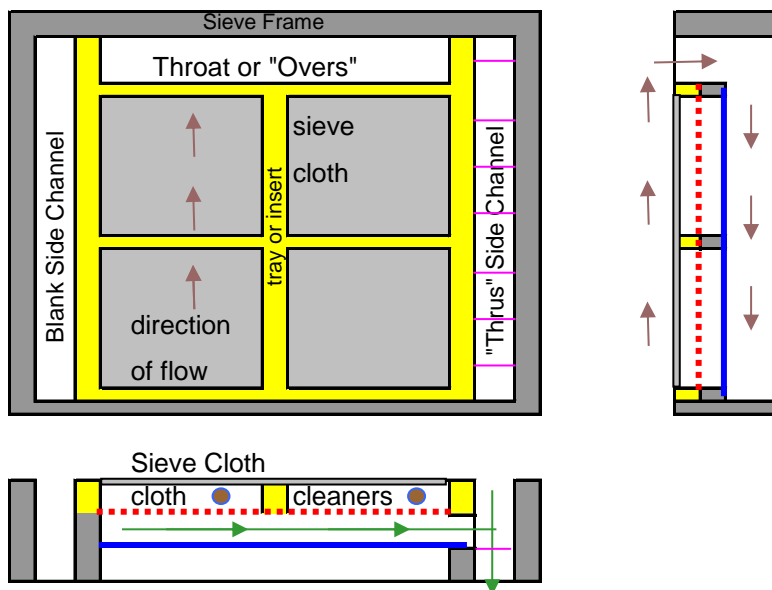 Sieve Frame
Throat or "Overs"
Blank Side Channel
sieve
cloth
tray or insert
"Thrus" Side Channel
direction
of flow
Sieve Cloth
cloth
cleaners